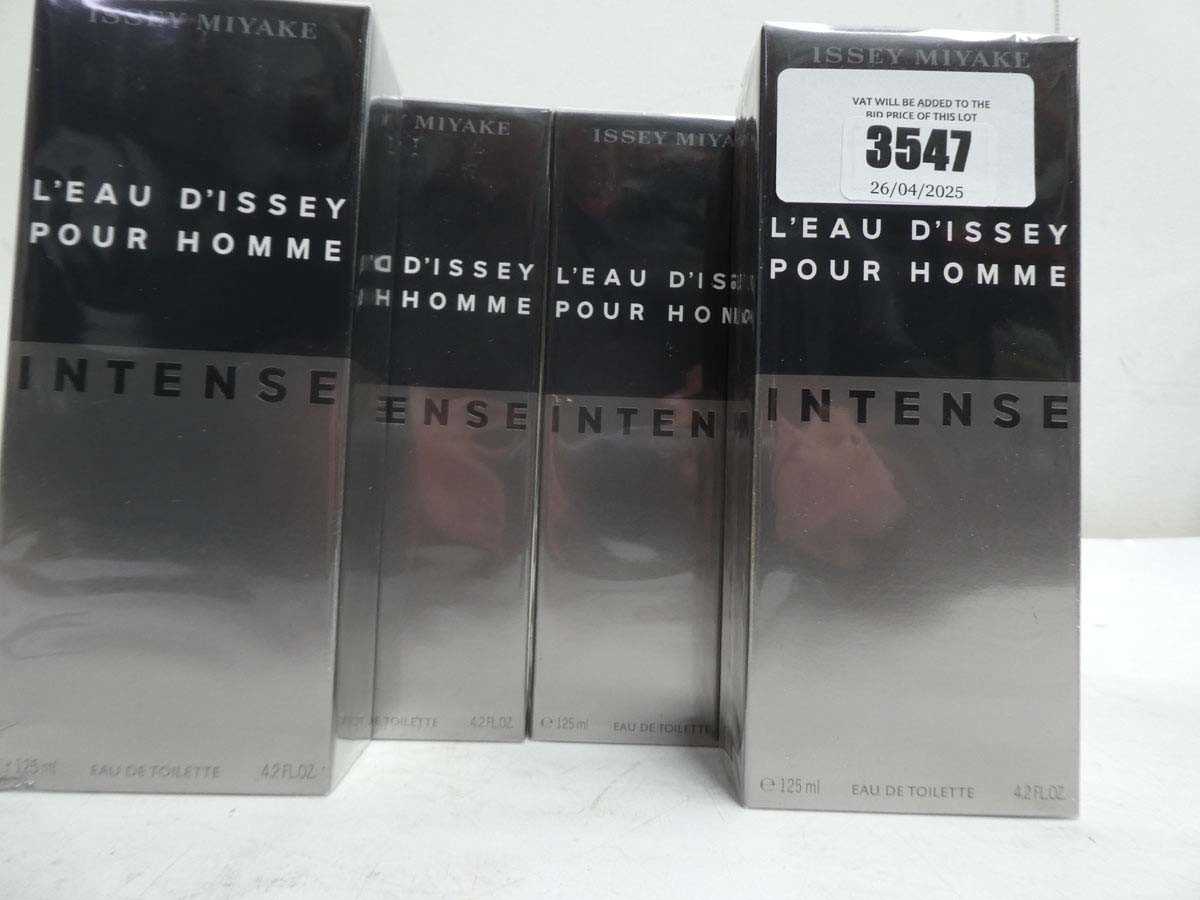 ISSEY MIYAKE
L'EAU D'ISSEY
POUR HOMME
INTENSE
125 ml EAU DE TOILETTE 4.2 FL.OZ.
MIYAKE
D'ISSEY
HOMME
ENSE
TOILETTE 4.2 FL.OZ.
ISSEY MIYA
L'EAU D'IS
POUR HOM
INTEN
℮ 125 ml EAU DE TOILETTE
ISSEY MIYAKE
VAT WILL BE ADDED TO THE
BID PRICE OF THIS LOT
3547
26/04/2025
L'EAU D'ISSEY
POUR HOMME
INTENSE
℮ 125 ml EAU DE TOILETTE 4.2 FL.OZ.